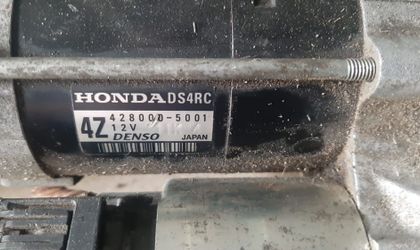 HONDA DS4RC
4Z 428000-5001
12V
DENSO JAPAN